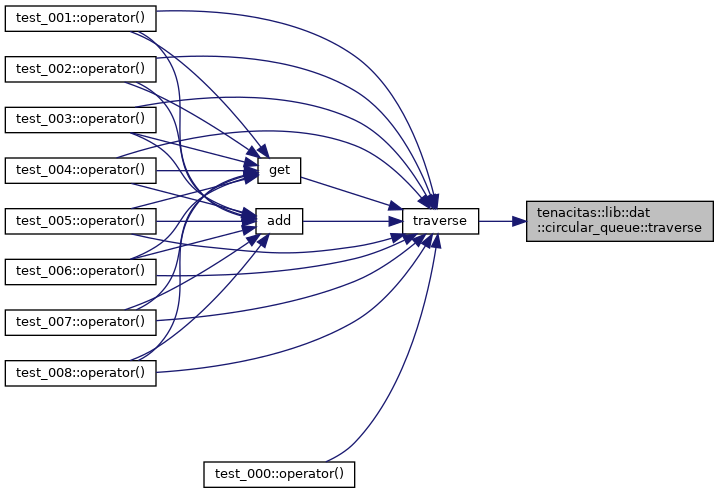 test_001::operator()
test_002::operator()
test_003::operator()
test_004::operator()
get
tenacitas::lib::dat
::circular_queue::traverse
test_005::operator()
add
traverse
test_006::operator()
test_007::operator()
test_008::operator()
test_000::operator()